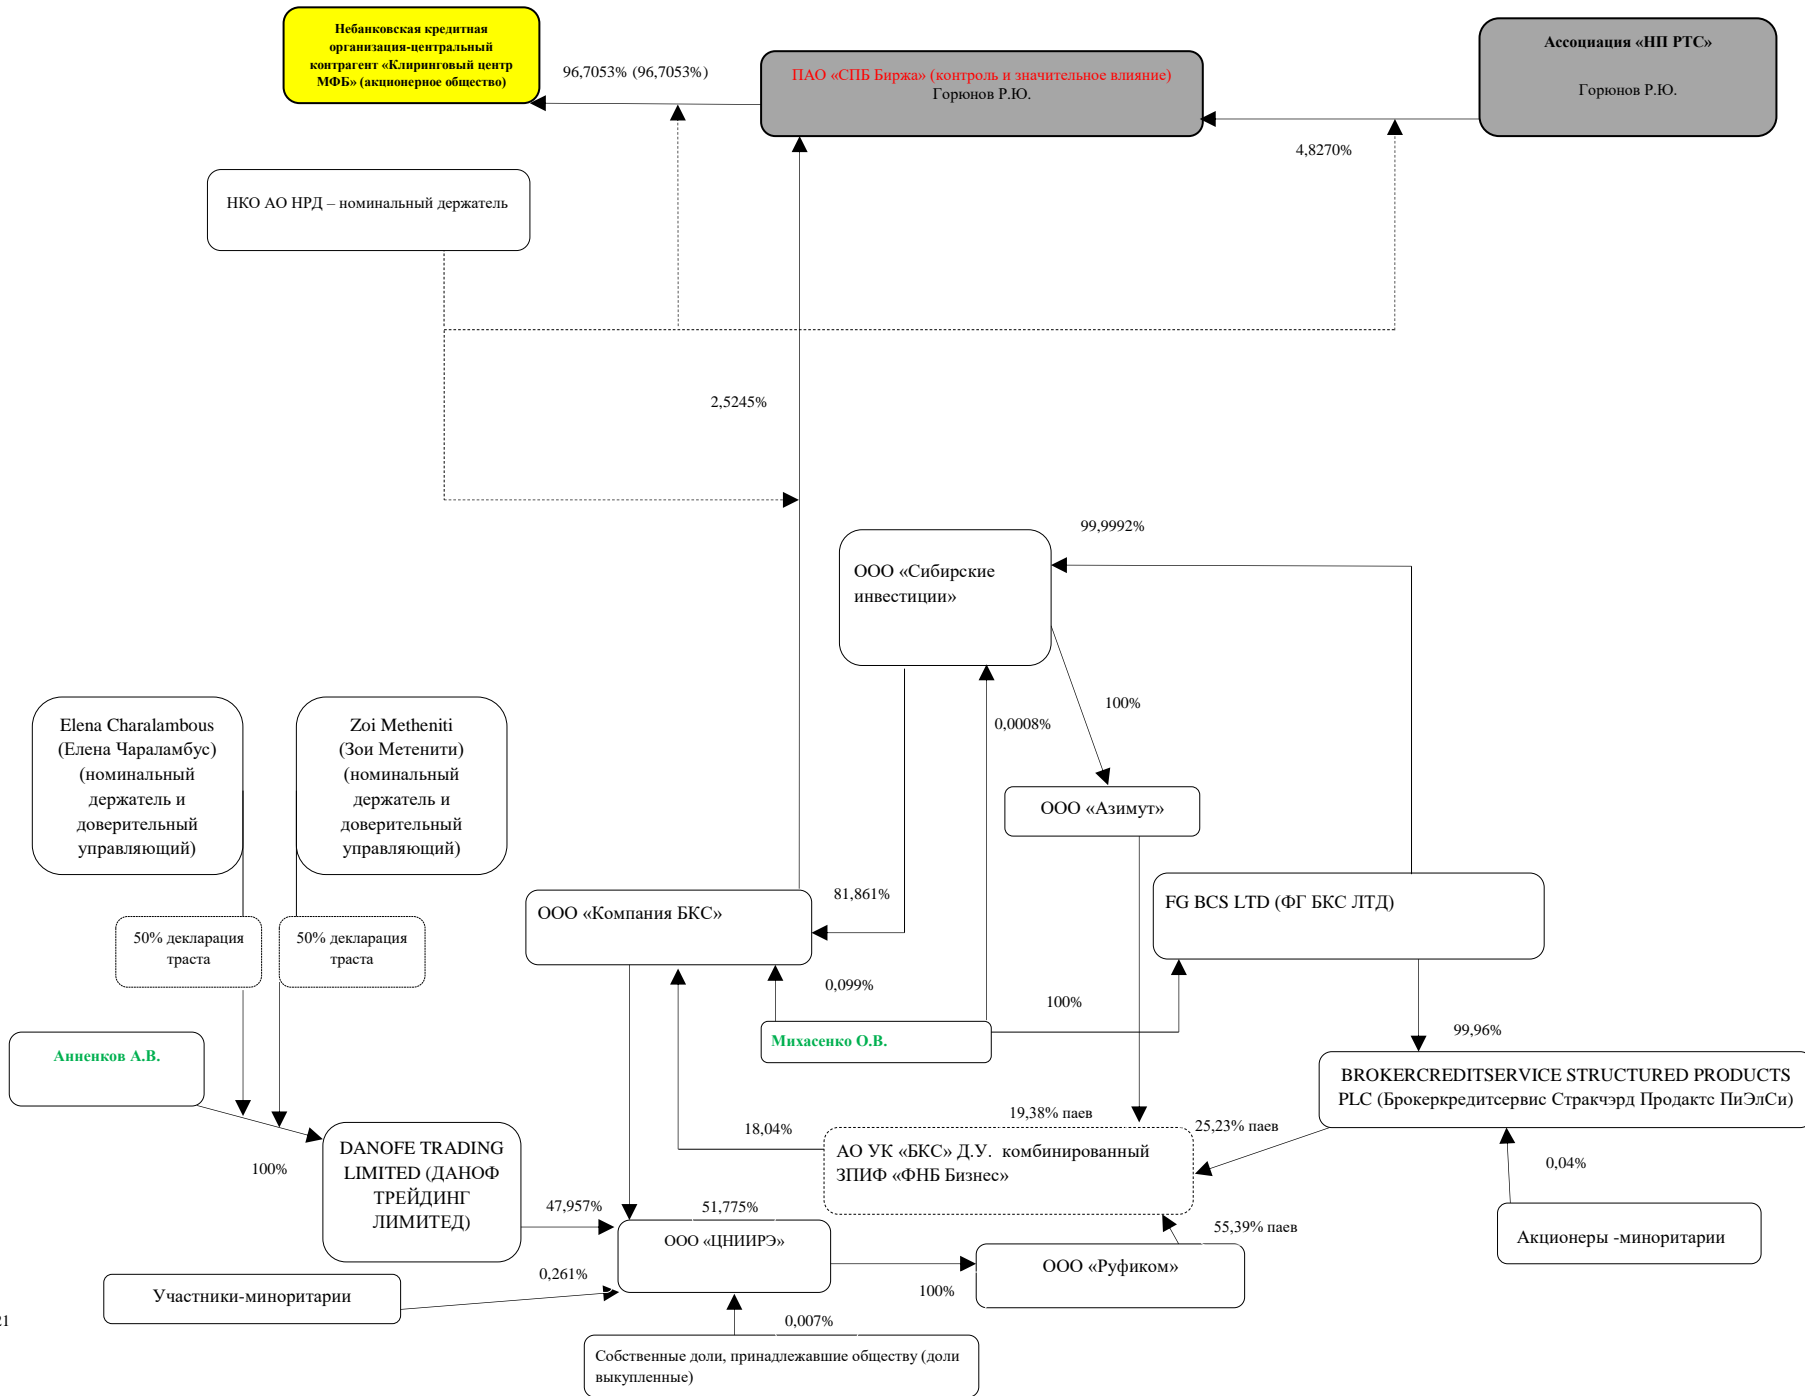 Небанковская кредитная
организация-центральный
контрагент «Клиринговый центр
МФБ» (акционерное общество)
96,7053% (96,7053%)
ПАО «СПБ Биржа» (контроль и значительное влияние)
Горюнов Р.Ю.
Ассоциация «НП РТС»
Горюнов Р.Ю.
4,8270%
НКО АО НРД – номинальный держатель
2,5245%
99,9992%
ООО «Сибирские
инвестиции»
100%
0,0008%
Elena Charalambous
(Елена Чараламбус)
(номинальный
держатель и
доверительный
управляющий)
Zoi Metheniti
(Зои Метенити)
(номинальный
держатель и
доверительный
управляющий)
ООО «Азимут»
81,861%
ООО «Компания БКС»
FG BCS LTD (ФГ БКС ЛТД)
50% декларация
траста
50% декларация
траста
0,099%
100%
Анненков А.В.
Михасенко О.В.
99,96%
BROKERCREDITSERVICE STRUCTURED PRODUCTS
PLC (Брокеркредитсервис Стракчэрд Продактс ПиЭлСи)
19,38% паев
18,04%
25,23% паев
100%
DANOFE TRADING
LIMITED (ДАНОФ
ТРЕЙДИНГ
ЛИМИТЕД)
АО УК «БКС» Д.У. комбинированный
ЗПИФ «ФНБ Бизнес»
0,04%
47,957%
51,775%
55,39% паев
ООО «ЦНИИРЭ»
Акционеры -миноритарии
0,261%
ООО «Руфиком»
Участники-миноритарии
100%
21
0,007%
Собственные доли, принадлежавшие обществу (доли
выкупленные)